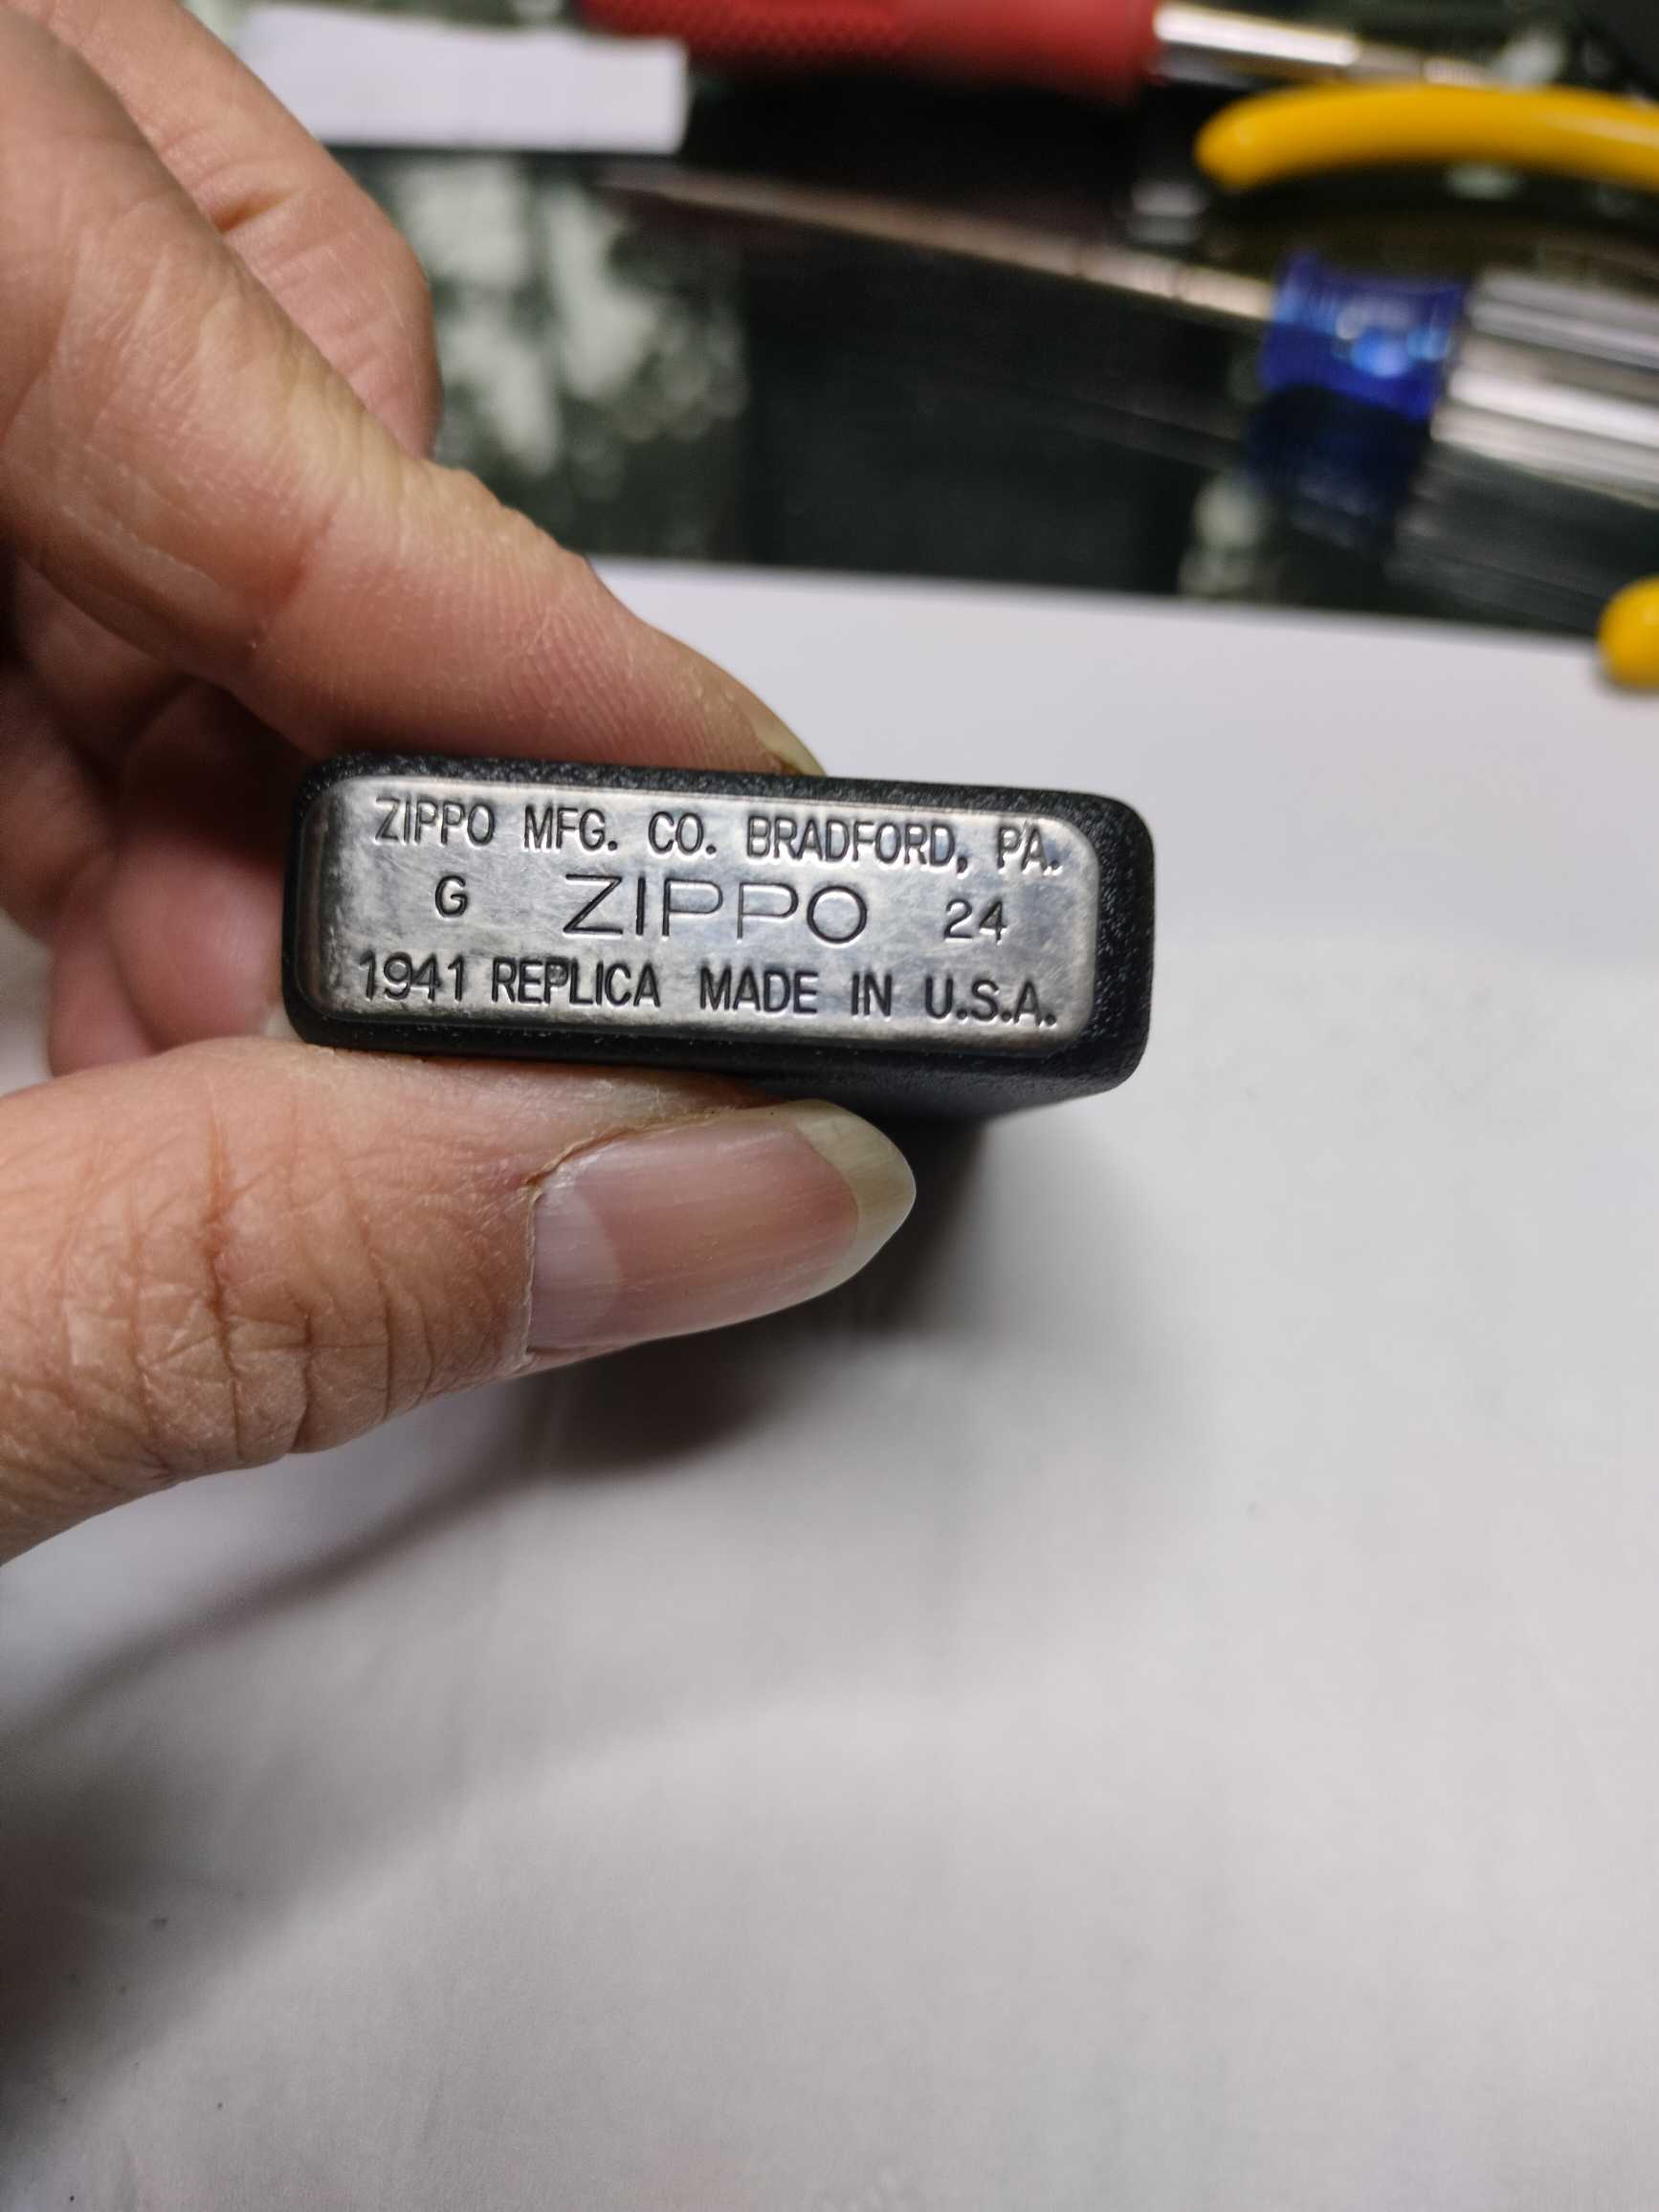 ZIPPO MFG. CO. BRADFORD, PA.
G ZIPPO 24
1941 REPLICA MADE IN U.S.A.